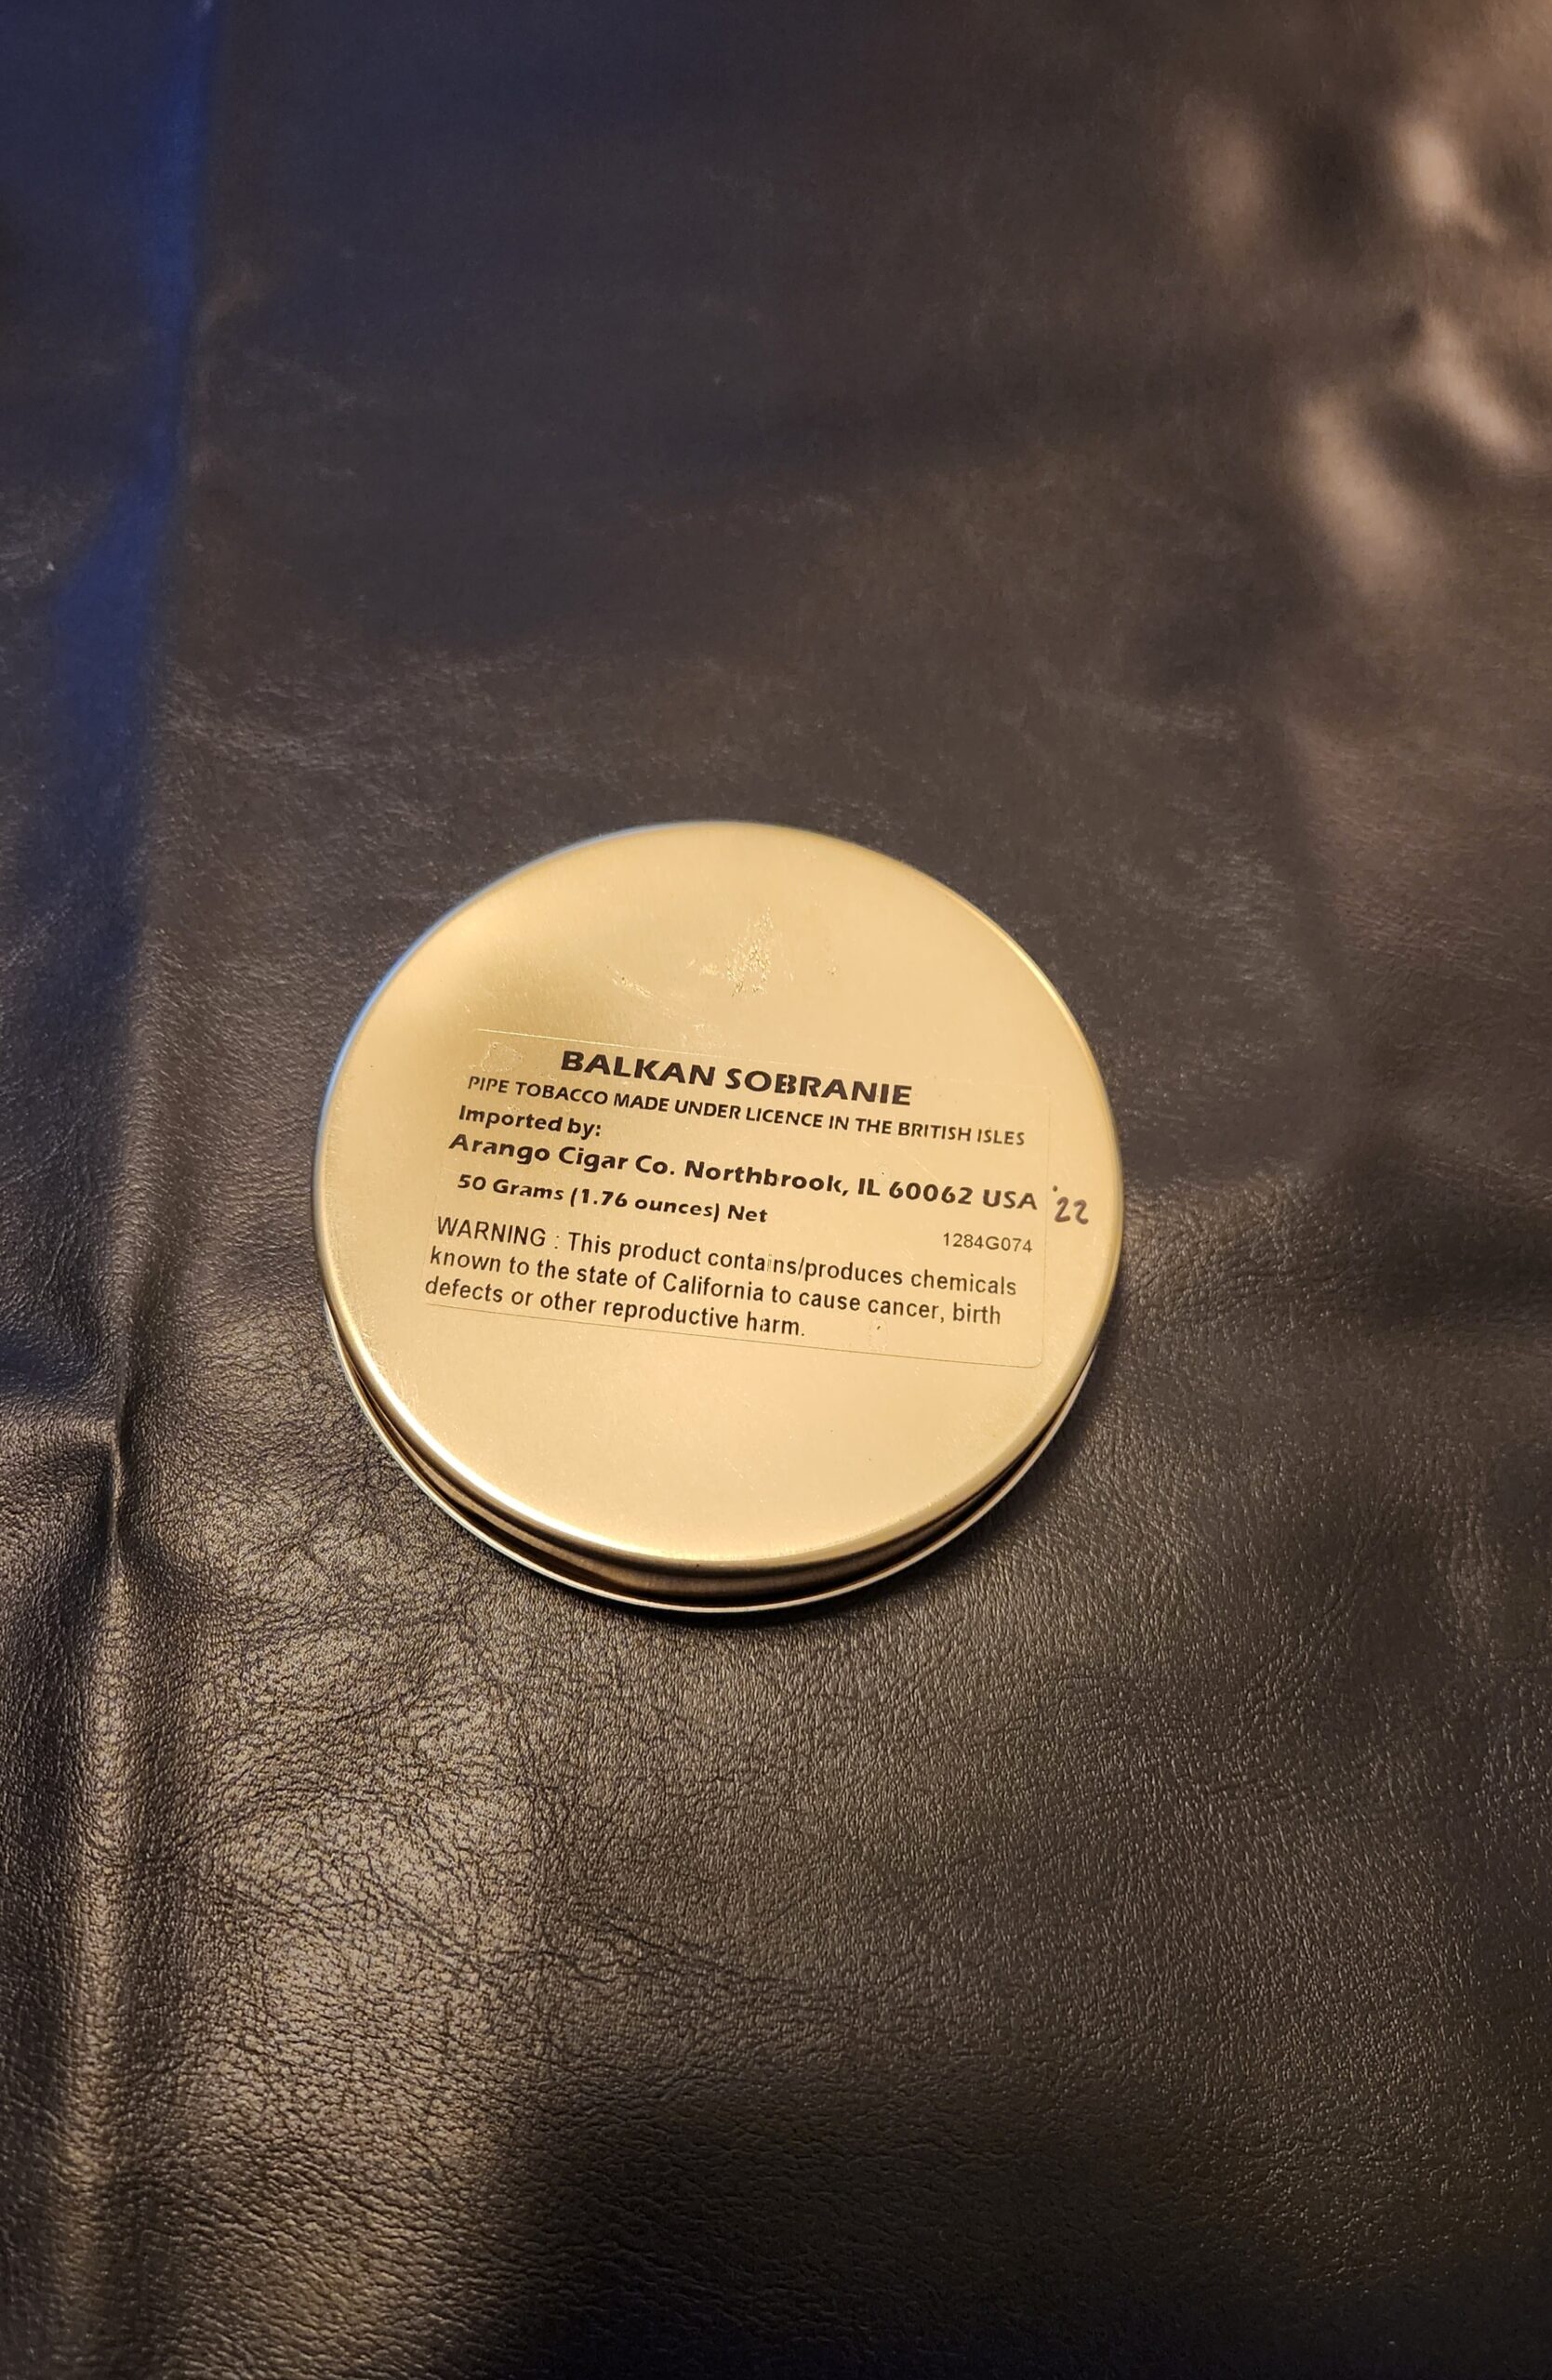 BALKAN SOBRANIE
PIPE TOBACCO MADE UNDER LICENCE IN THE BRITISH ISLES
Imported by:
Arango Cigar Co. Northbrook, IL 60062 USA
'22
50 Grams (1.76 ounces) Net
1284G074
WARNING : This product contains/produces chemicals
known to the state of California to cause cancer, birth
defects or other reproductive harm.